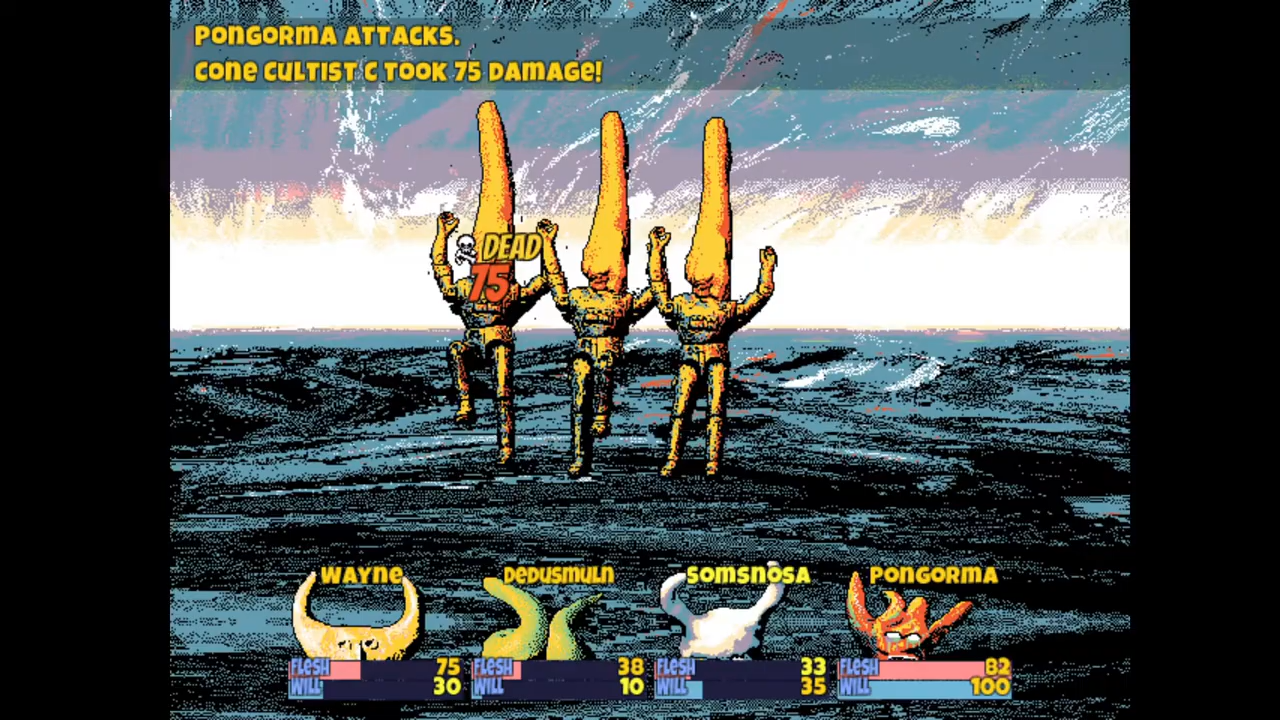 PONGORMA ATTACKS.
CONE CULTIST C TOOK 75 DAMAGE!
DEAD
75
WAYNE DEDUSMULN SOMSNOSA PONGORMA
FLESH 75 FLESH 38 FLESH 33 FLESH 82
WILL 30 WILL 10 WILL 35 WILL 100